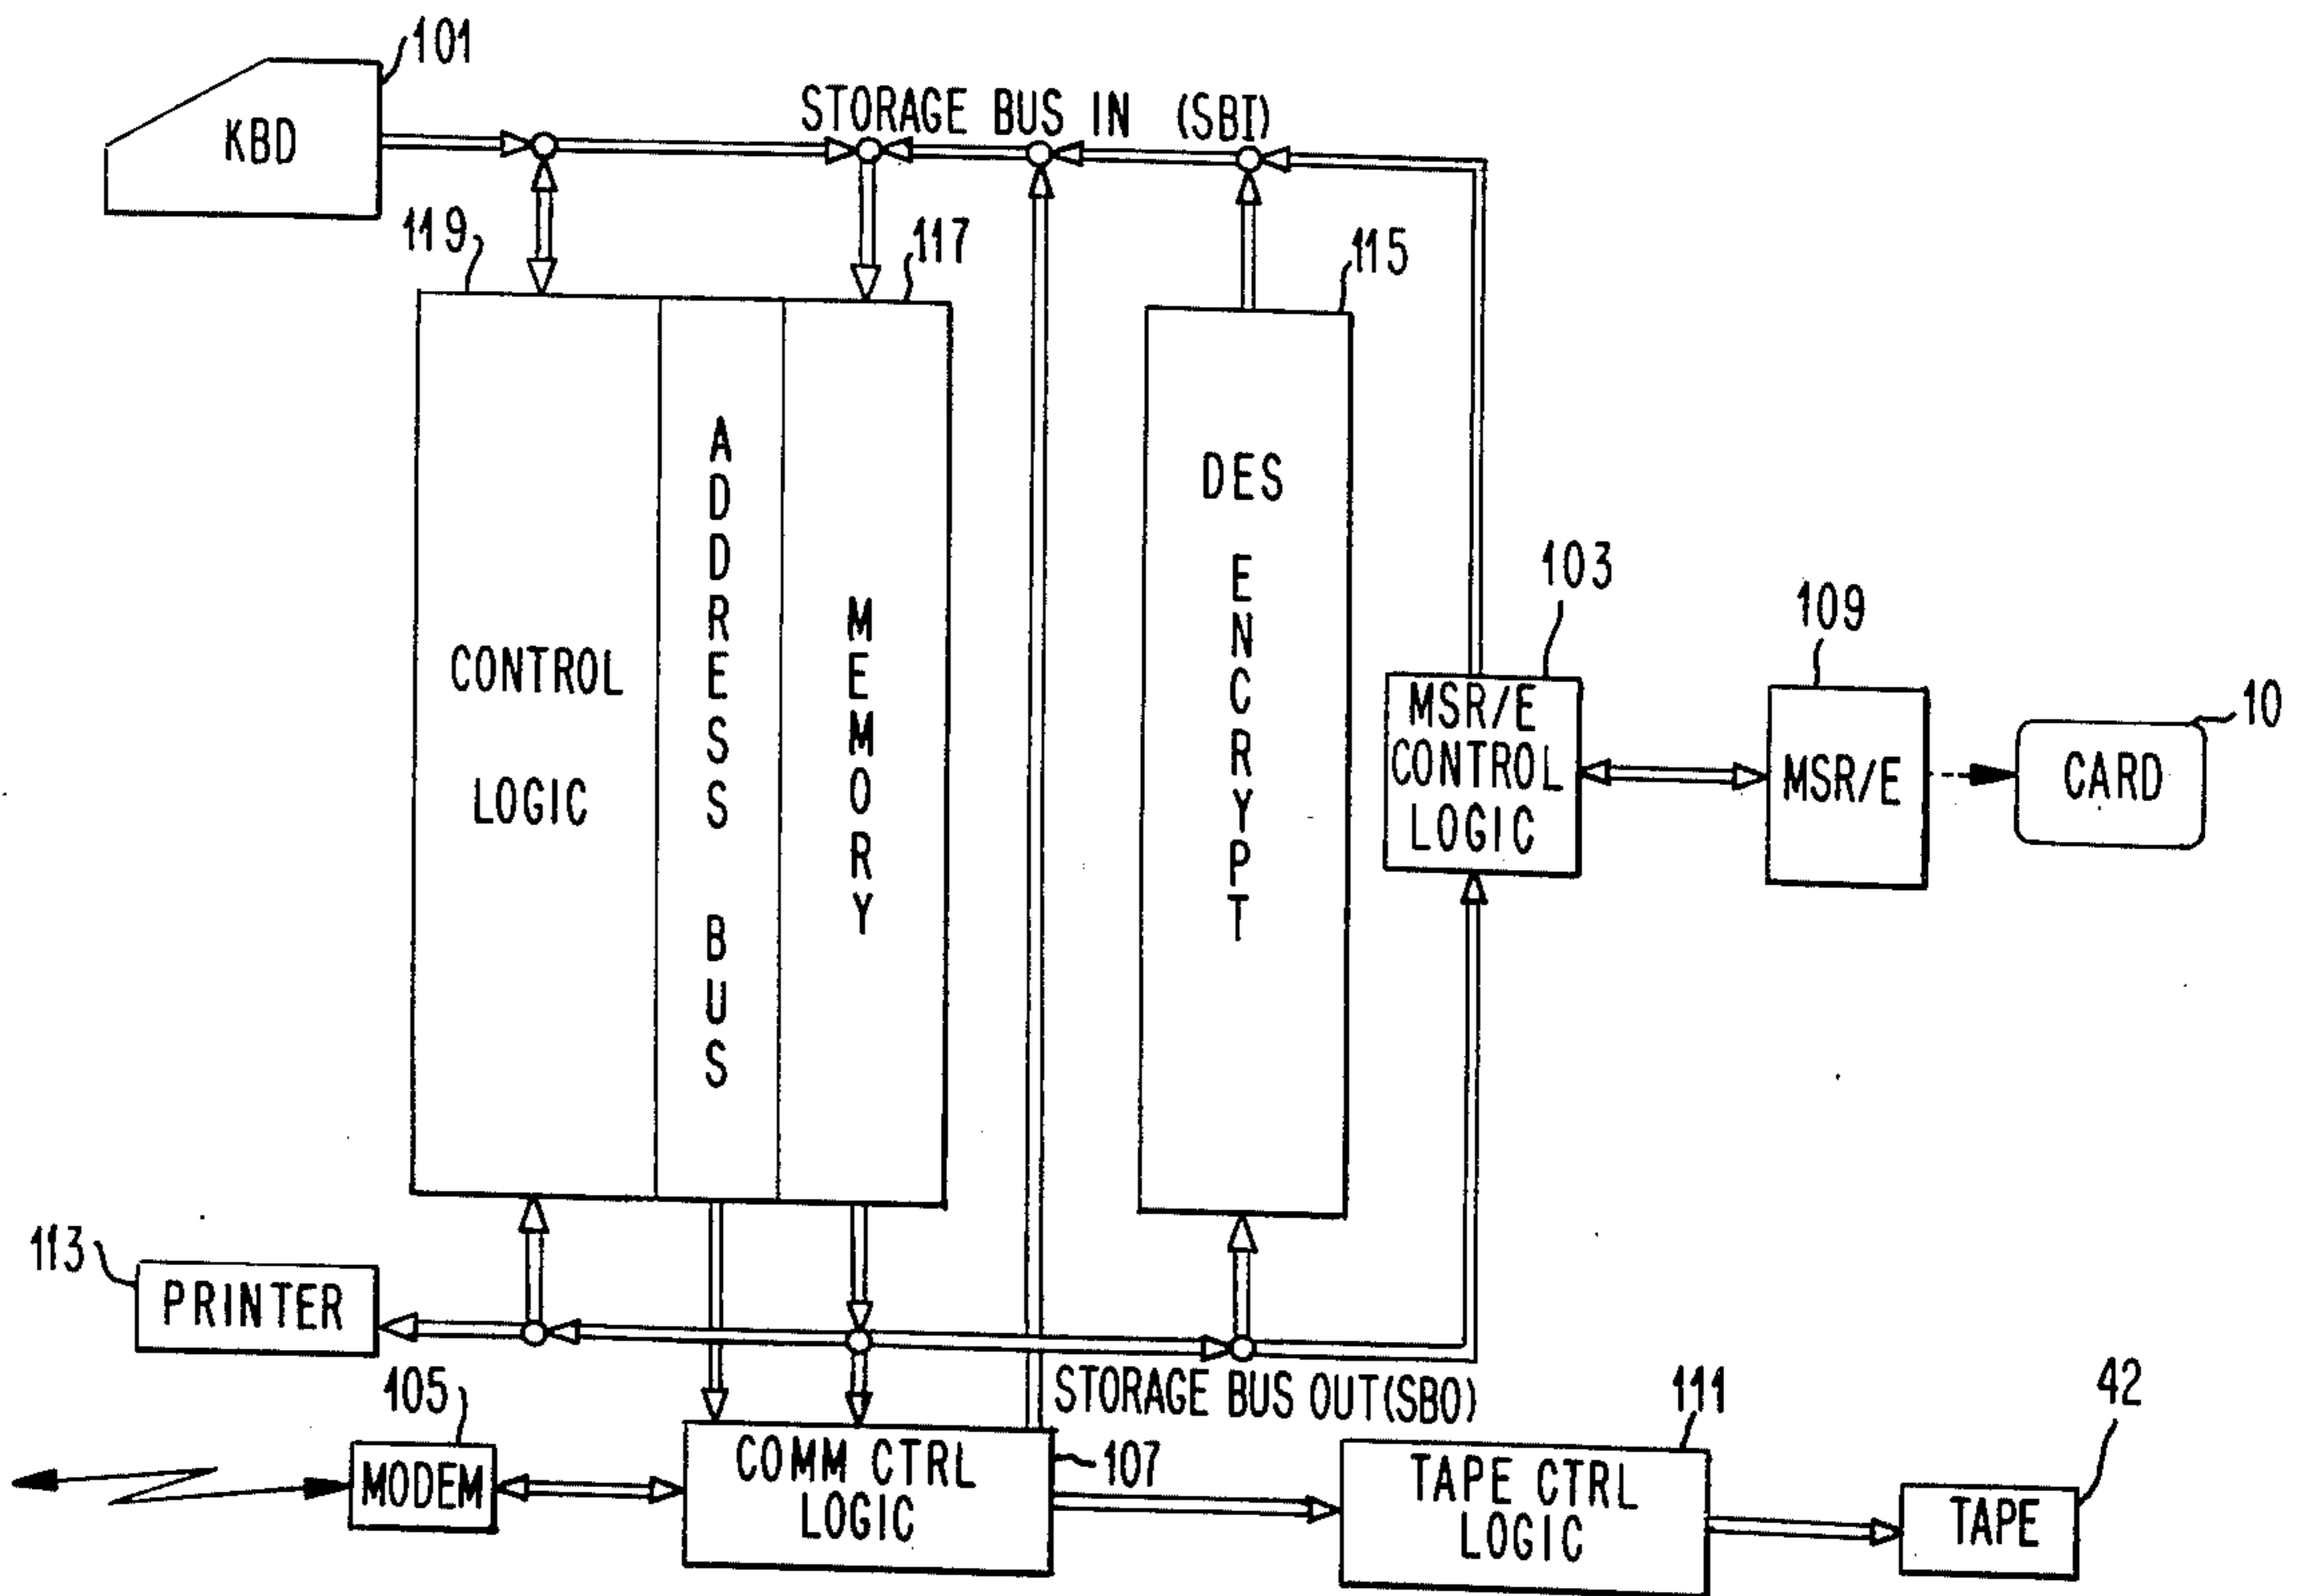 101
KBD
STORAGE BUS IN (SBI)
119
117
115
CONTROL
LOGIC
ADDRESS BUS
MEMORY
DES
ENCRYPT
103
MSR/E
CONTROL
LOGIC
109
MSR/E
10
CARD
113
PRINTER
STORAGE BUS OUT(SBO)
105
MODEM
COMM CTRL
LOGIC
107
111
TAPE CTRL
LOGIC
42
TAPE